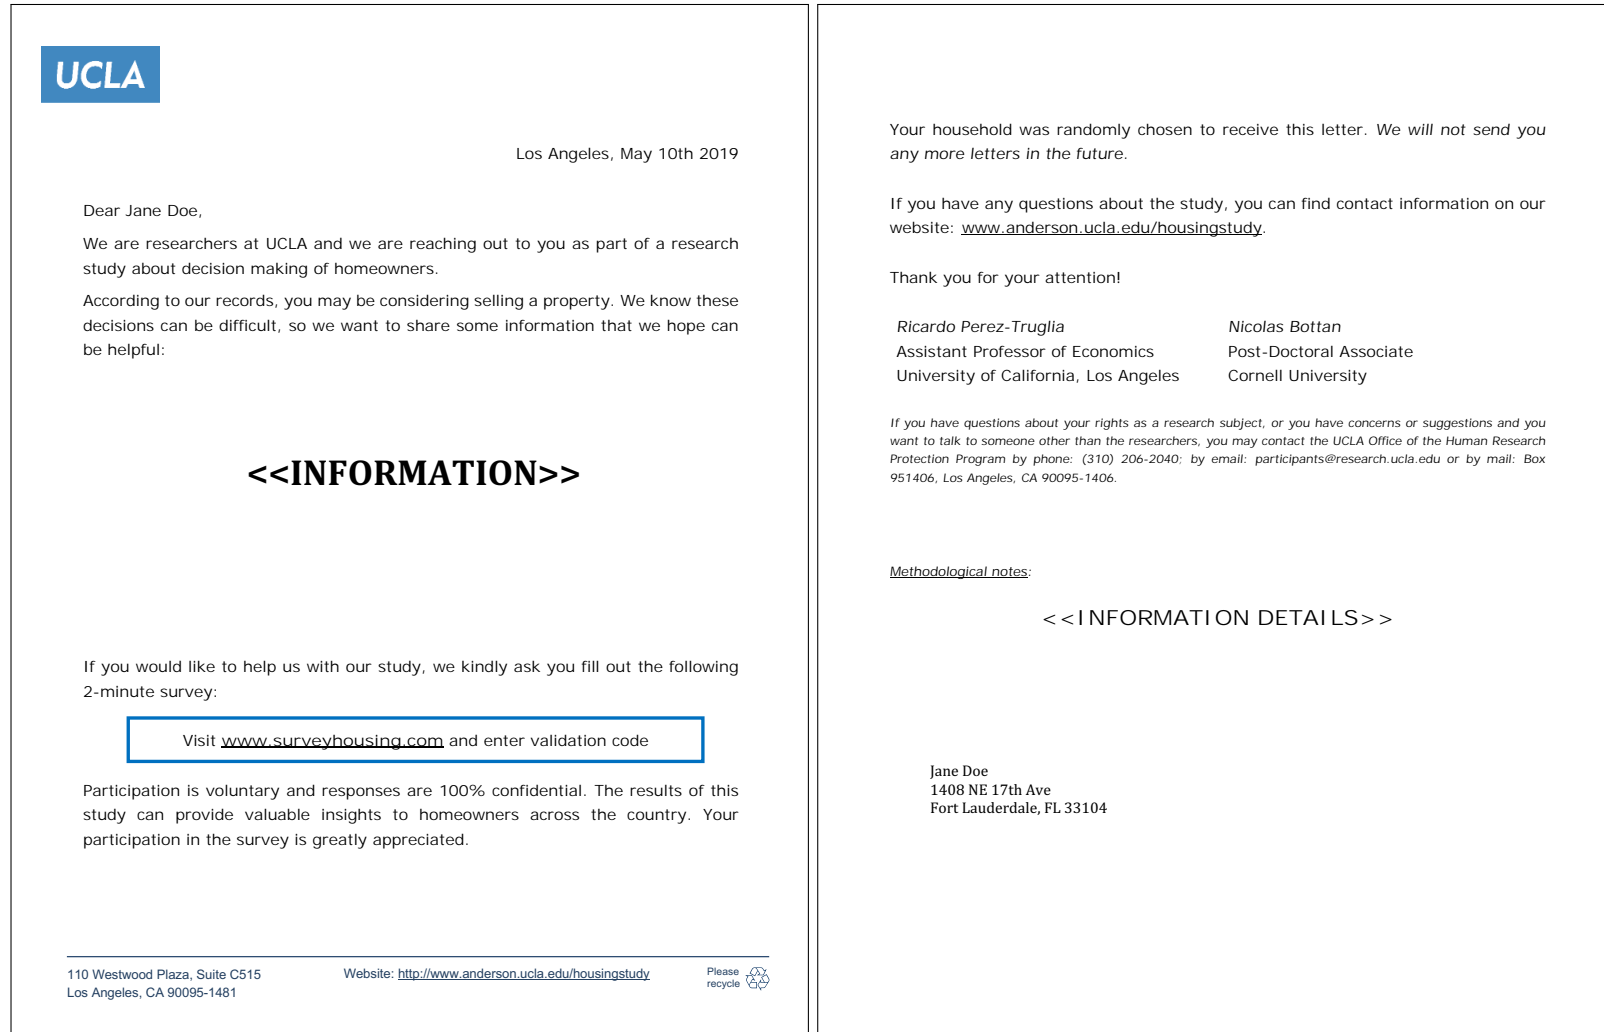 UCLA
Los Angeles, May 10th 2019
Dear Jane Doe,
We are researchers at UCLA and we are reaching out to you as part of a research
study about decision making of homeowners.
According to our records, you may be considering selling a property. We know these
decisions can be difficult, so we want to share some information that we hope can
be helpful:
<<INFORMATION>>
If you would like to help us with our study, we kindly ask you fill out the following
2-minute survey:
Visit www.surveyhousing.com and enter validation code
Participation is voluntary and responses are 100% confidential. The results of this
study can provide valuable insights to homeowners across the country. Your
participation in the survey is greatly appreciated.
110 Westwood Plaza, Suite C515
Los Angeles, CA 90095-1481
Website: http://www.anderson.ucla.edu/housingstudy
Please
recycle
Your household was randomly chosen to receive this letter. We will not send you
any more letters in the future.
If you have any questions about the study, you can find contact information on our
website: www.anderson.ucla.edu/housingstudy.
Thank you for your attention!
Ricardo Perez-Truglia
Assistant Professor of Economics
University of California, Los Angeles
Nicolas Bottan
Post-Doctoral Associate
Cornell University
If you have questions about your rights as a research subject, or you have concerns or suggestions and you
want to talk to someone other than the researchers, you may contact the UCLA Office of the Human Research
Protection Program by phone: (310) 206-2040; by email: participants@research.ucla.edu or by mail: Box
951406, Los Angeles, CA 90095-1406.
Methodological notes:
<<INFORMATION DETAILS>>
Jane Doe
1408 NE 17th Ave
Fort Lauderdale, FL 33104